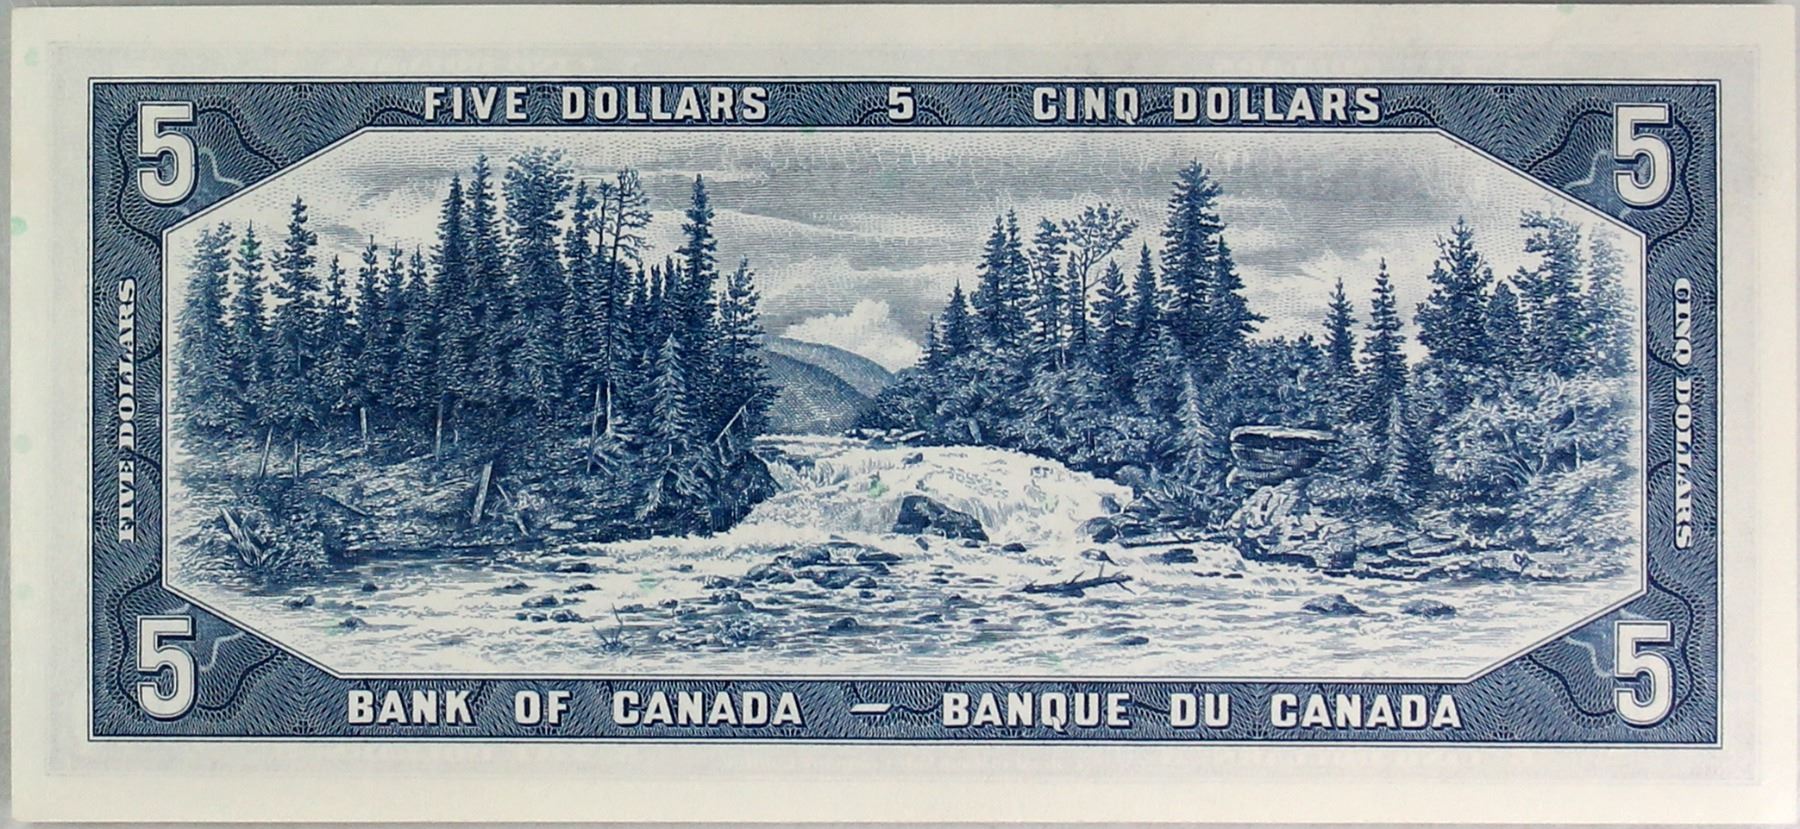 FIVE DOLLARS 5 CINQ DOLLARS
5
5
FIVE DOLLARS
CINQ DOLLARS
5
5
BANK OF CANADA – BANQUE DU CANADA